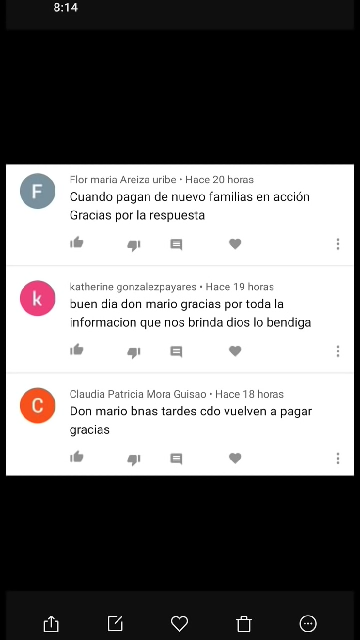 8:14
F
Flor maria Areiza uribe • Hace 20 horas
Cuando pagan de nuevo familias en acción
Gracias por la respuesta
k
katherine gonzalezpayares • Hace 19 horas
buen dia don mario gracias por toda la
informacion que nos brinda dios lo bendiga
C
Claudia Patricia Mora Guisao • Hace 18 horas
Don mario bnas tardes cdo vuelven a pagar
gracias